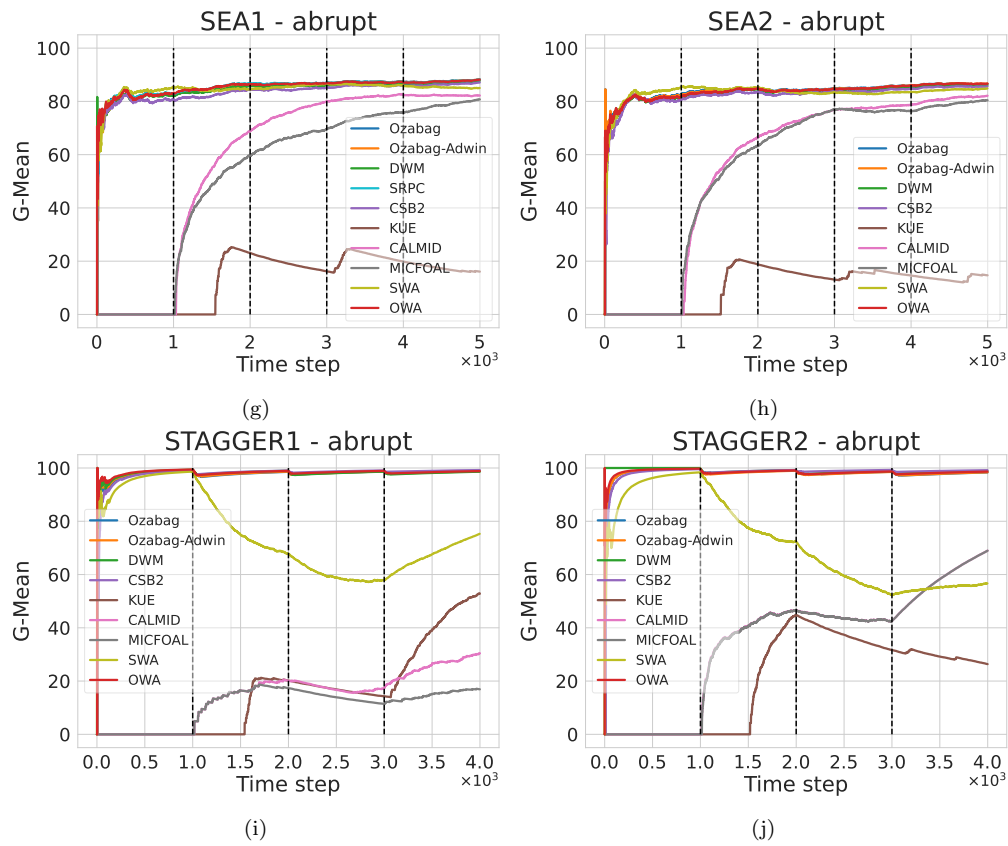 SEA1 - abrupt
G-Mean
100
80
60
40
20
0
Ozabag
Ozabag-Adwin
DWM
SRPC
CSB2
KUE
CALMID
MICFOAL
SWA
OWA
0 1 2 3 4 5
×10³
Time step
(g)
SEA2 - abrupt
G-Mean
100
80
60
40
20
0
Ozabag
Ozabag-Adwin
DWM
CSB2
KUE
CALMID
MICFOAL
SWA
OWA
0 1 2 3 4 5
×10³
Time step
(h)
STAGGER1 - abrupt
G-Mean
100
80
60
40
20
0
Ozabag
Ozabag-Adwin
DWM
CSB2
KUE
CALMID
MICFOAL
SWA
OWA
0.0 0.5 1.0 1.5 2.0 2.5 3.0 3.5 4.0
×10³
Time step
(i)
STAGGER2 - abrupt
G-Mean
100
80
60
40
20
0
Ozabag
Ozabag-Adwin
DWM
CSB2
KUE
CALMID
MICFOAL
SWA
OWA
0.0 0.5 1.0 1.5 2.0 2.5 3.0 3.5 4.0
×10³
Time step
(j)